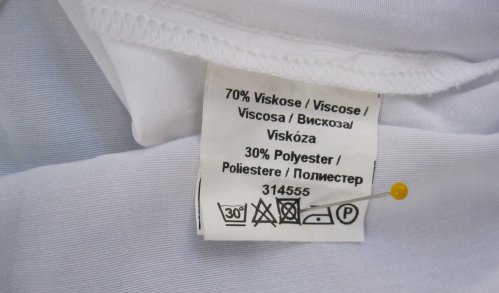 70% Viskose / Viscose /
Viscosa / Вискоза/
Viskóza
30% Polyester /
Poliestere / Полиестер
314555
30° P